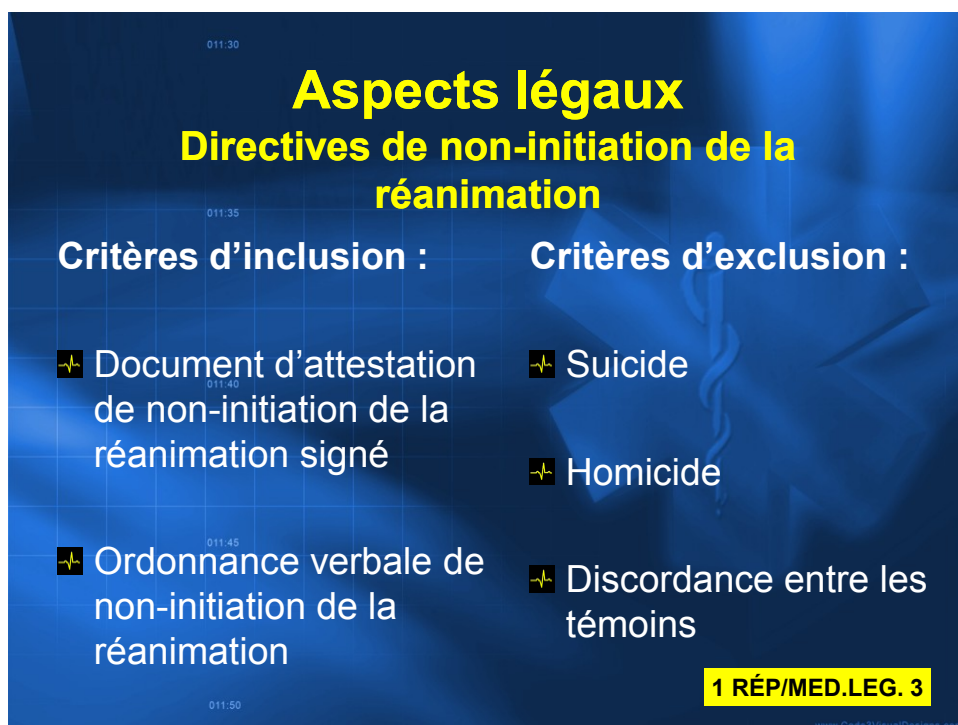 011:30
Aspects légaux
Directives de non-initiation de la
réanimation
011:35
Critères d’inclusion :
Document d’attestation
011:40
de non-initiation de la
réanimation signé
011:45
Ordonnance verbale de
non-initiation de la
réanimation
011:50
Critères d’exclusion :
Suicide
Homicide
Discordance entre les
témoins
1 RÉP/MED.LEG. 3